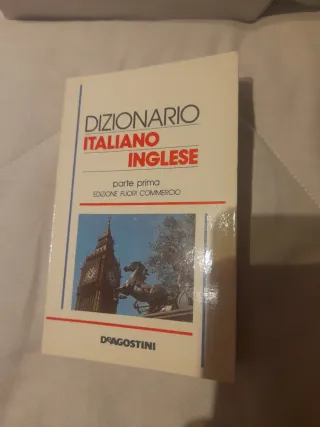 DIZIONARIO
ITALIANO
INGLESE
parte prima
EDIZIONE FUORI COMMERCIO
DeAGOSTINI